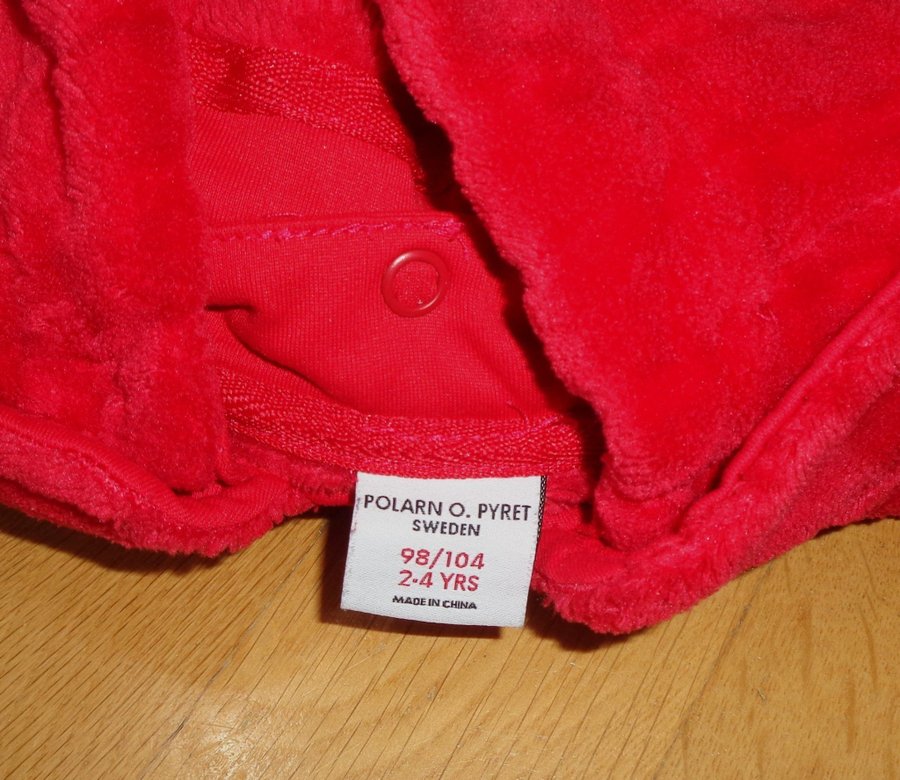 POLARN O. PYRET
SWEDEN
98/104
2-4 YRS
MADE IN CHINA